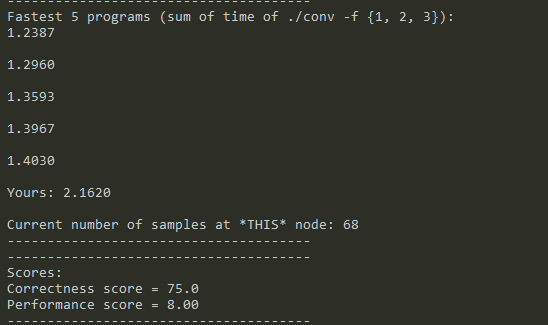 --------------------------------------
Fastest 5 programs (sum of time of ./conv -f {1, 2, 3}):
1.2387
1.2960
1.3593
1.3967
1.4030
Yours: 2.1620
Current number of samples at *THIS* node: 68
--------------------------------------
--------------------------------------
Scores:
Correctness score = 75.0
Performance score = 8.00
--------------------------------------